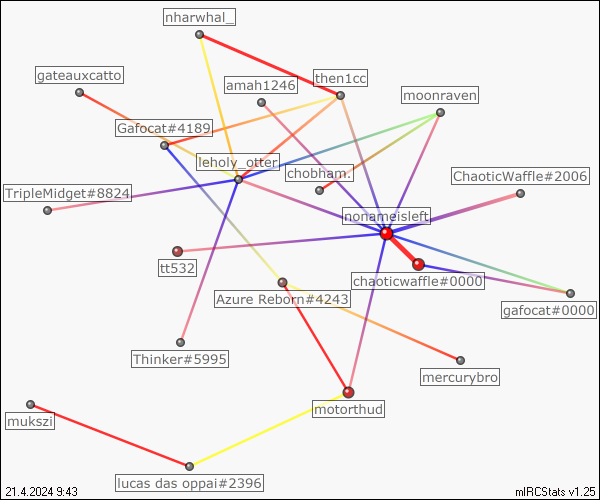 nharwhal_
gateauxcatto
amah1246
then1cc
moonraven
Gafocat#4189
leholy_otter
chobham.
ChaoticWaffle#2006
TripleMidget#8824
nonameisleft
tt532
chaoticwaffle#0000
Azure Reborn#4243
gafocat#0000
Thinker#5995
mercurybro
motorthud
mukszi
lucas das oppai#2396
21.4.2024 9:43
mIRCStats v1.25